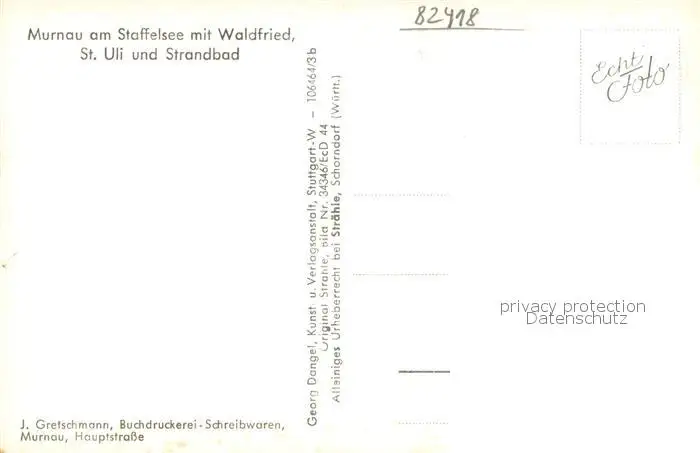 Murnau am Staffelsee mit Waldfried,
St. Uli und Strandbad
82418
Echt
Foto
Georg Dangel, Kunst- u. Verlagsanstalt, Stuttgart-W – 106464/3b
Original Strähle, Bild Nr. 34346/EcD 44
Alleiniges Urheberrecht bei Strähle, Schorndorf (Württ.)
privacy protection
Datenschutz
J. Gretschmann, Buchdruckerei-Schreibwaren,
Murnau, Hauptstraße